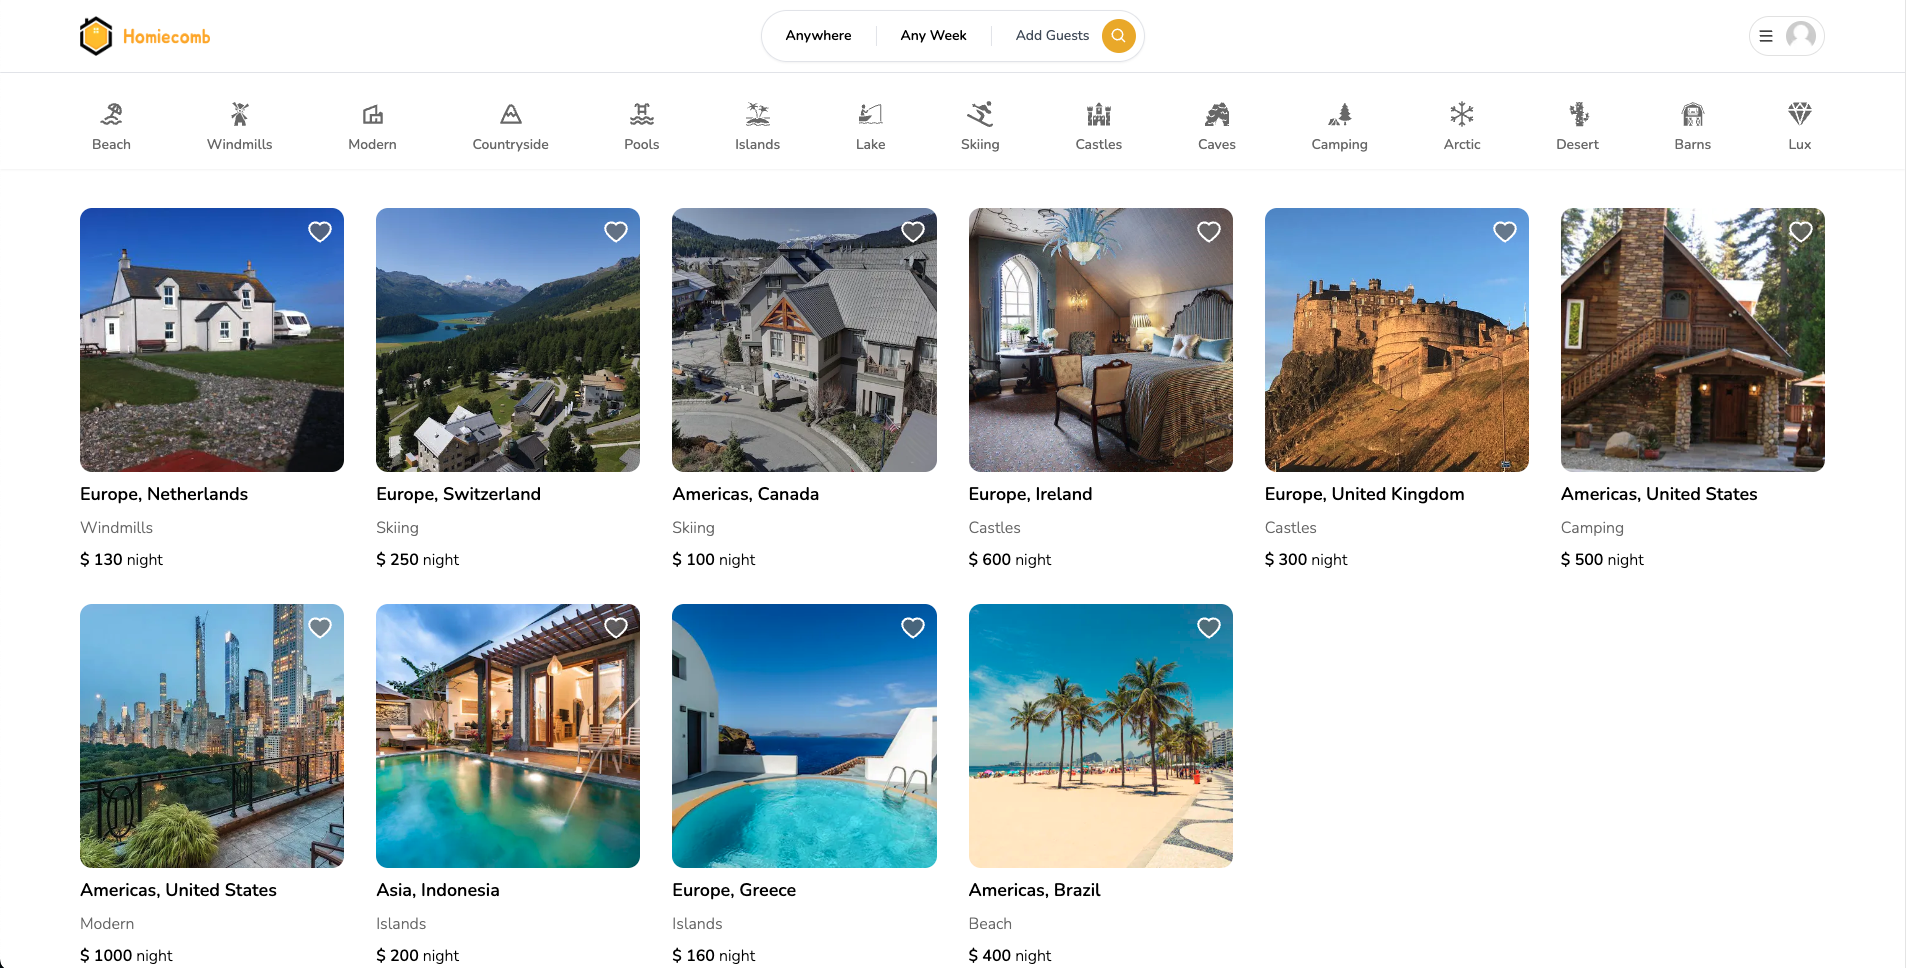 Homiecomb
Anywhere
Any Week
Add Guests
Beach
Windmills
Modern
Countryside
Pools
Islands
Lake
Skiing
Castles
Caves
Camping
Arctic
Desert
Barns
Lux
Europe, Netherlands
Windmills
$ 130 night
Europe, Switzerland
Skiing
$ 250 night
Americas, Canada
Skiing
$ 100 night
Europe, Ireland
Castles
$ 600 night
Europe, United Kingdom
Castles
$ 300 night
Americas, United States
Camping
$ 500 night
Americas, United States
Modern
$ 1000 night
Asia, Indonesia
Islands
$ 200 night
Europe, Greece
Islands
$ 160 night
Americas, Brazil
Beach
$ 400 night